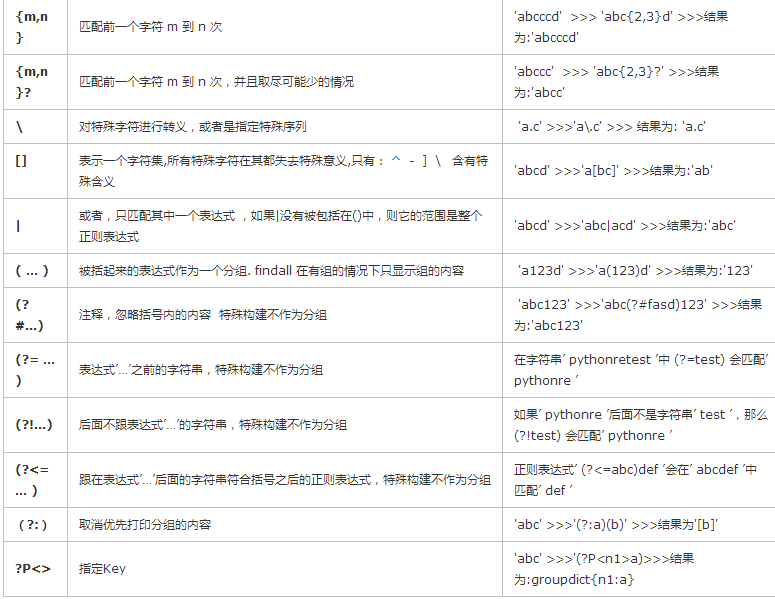 {m,n
}
匹配前一个字符 m 到 n 次
'abcccd'  >>> 'abc{2,3}d' >>>结果
为:'abcccd'
{m,n
}?
匹配前一个字符 m 到 n 次，并且取尽可能少的情况
'abccc'  >>> 'abc{2,3}?' >>>结果
为:'abcc'
\
对特殊字符进行转义，或者是指定特殊序列
'a.c' >>>'a\.c' >>> 结果为: 'a.c'
[]
表示一个字符集,所有特殊字符在其都失去特殊意义,只有： ^ - ] \ 含有特
殊含义
'abcd' >>>'a[bc]' >>>结果为:'ab'
|
或者，只匹配其中一个表达式 ，如果|没有被包括在()中，则它的范围是整个
正则表达式
'abcd' >>>'abc|acd' >>>结果为:'abc'
( ... )
被括起来的表达式作为一个分组. findall 在有组的情况下只显示组的内容
'a123d' >>>'a(123)d' >>>结果为:'123'
(?
#...)
注释，忽略括号内的内容  特殊构建不作为分组
'abc123' >>>'abc(?#fasd)123' >>>结果
为:'abc123'
(?= ...
)
表达式’…’之前的字符串，特殊构建不作为分组
在字符串’ pythonretest ’中 (?=test) 会匹配’
pythonre ’
(?!...)
后面不跟表达式’…’的字符串，特殊构建不作为分组
如果’ pythonre ’后面不是字符串’ test ’，那么
(?!test) 会匹配’ pythonre ’
(?<=
... )
跟在表达式’…’后面的字符串符合括号之后的正则表达式，特殊构建不作为分组
正则表达式’ (?<=abc)def ’会在’ abcdef ’中
匹配’ def ’
（?:）
取消优先打印分组的内容
'abc' >>>'(?:a)(b)' >>>结果为'[b]'
?P<>
指定Key
'abc' >>>'(?P<n1>a)>>>结果
为:groupdict{n1:a}